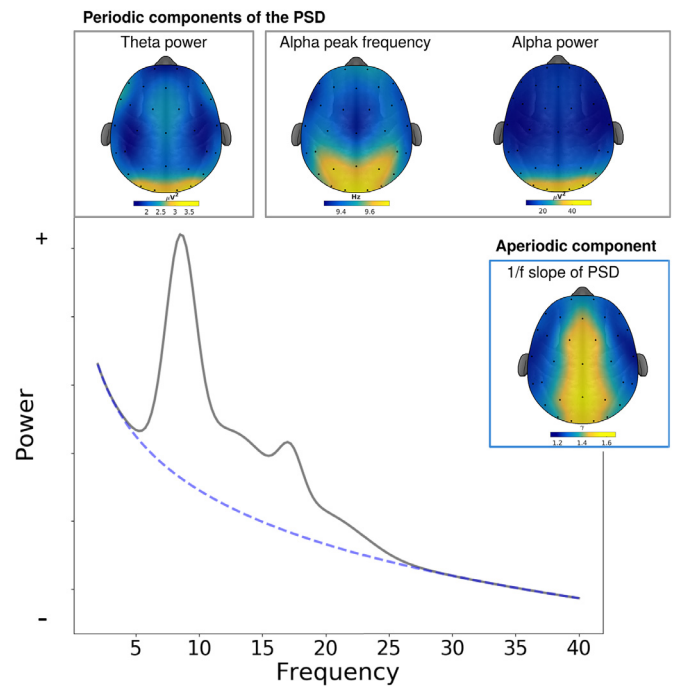 Periodic components of the PSD
Theta power
Alpha peak frequency
Alpha power
µV²
2 2.5 3 3.5
Hz
9.4 9.6
µV²
20 40
Aperiodic component
1/f slope of PSD
?
1.2 1.4 1.6
+
Power
-
5 10 15 20 25 30 35 40
Frequency